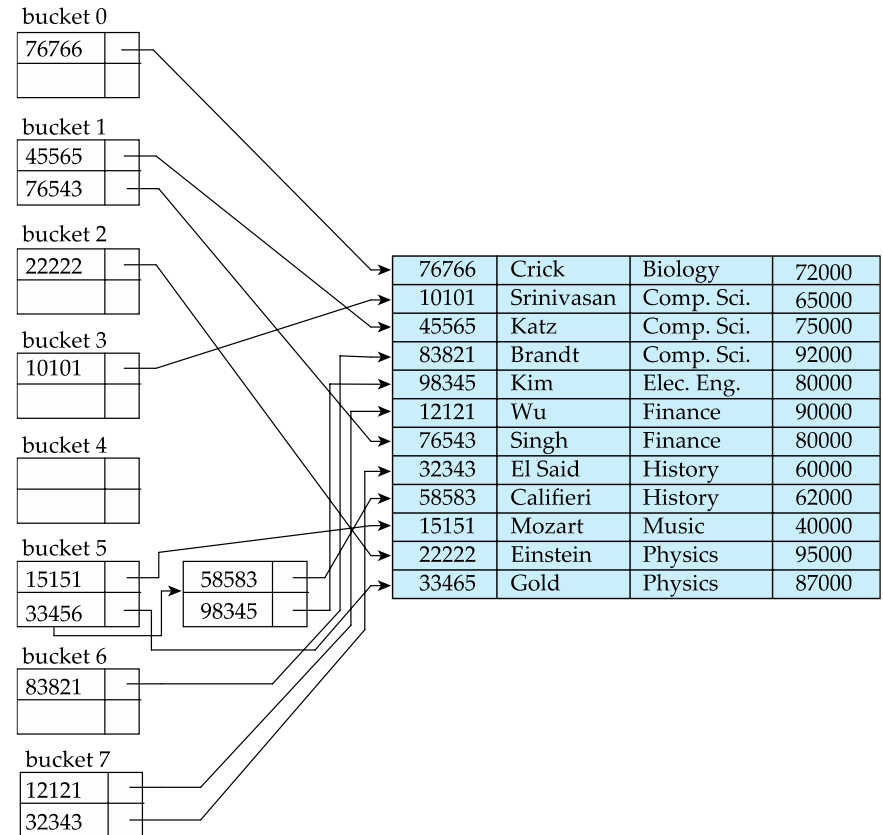 bucket 0
76766
bucket 1
45565
76543
bucket 2
22222
bucket 3
10101
bucket 4
bucket 5
15151
33456
58583
98345
bucket 6
83821
bucket 7
12121
32343
76766 Crick Biology 72000
10101 Srinivasan Comp. Sci. 65000
45565 Katz Comp. Sci. 75000
83821 Brandt Comp. Sci. 92000
98345 Kim Elec. Eng. 80000
12121 Wu Finance 90000
76543 Singh Finance 80000
32343 El Said History 60000
58583 Califieri History 62000
15151 Mozart Music 40000
22222 Einstein Physics 95000
33465 Gold Physics 87000